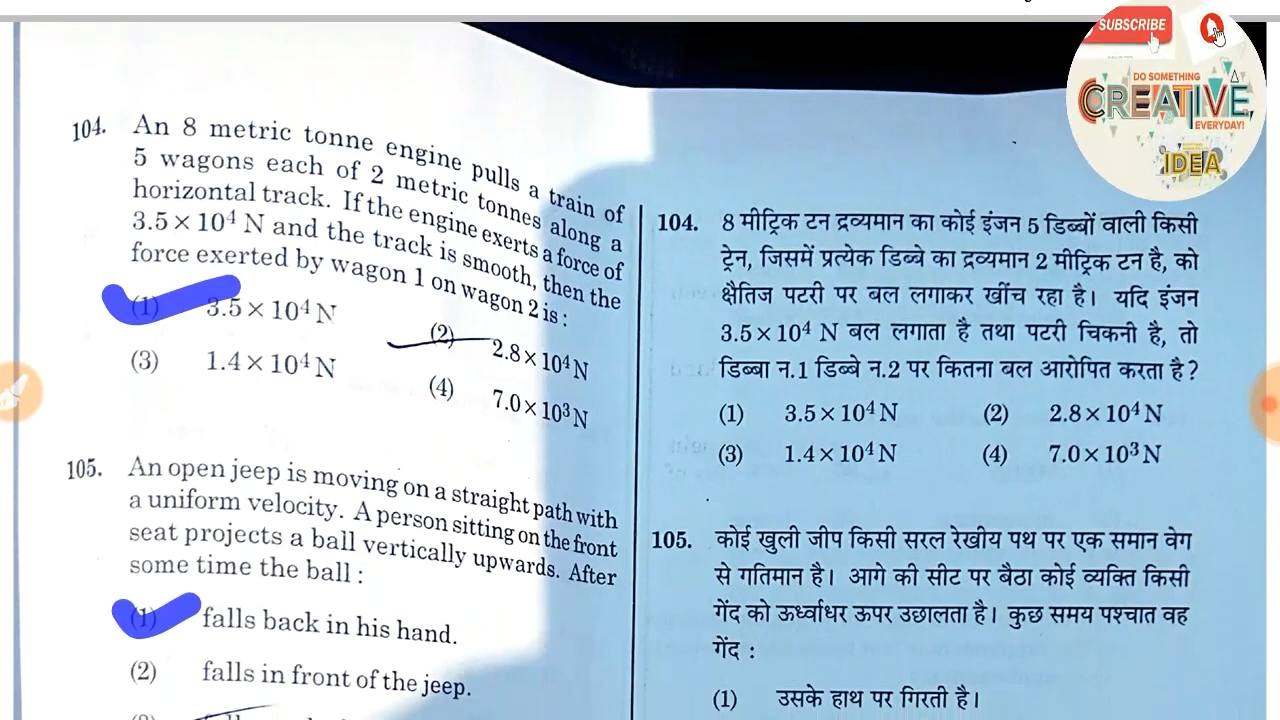 SUBSCRIBE
DO SOMETHING
CREATIVE
EVERYDAY!
IDEA
104. An 8 metric tonne engine pulls a train of
5 wagons each of 2 metric tonnes along a
horizontal track. If the engine exerts a force of
3.5 × 10⁴ N and the track is smooth, then the
force exerted by wagon 1 on wagon 2 is :
(1) 3.5 × 10⁴ N
(2) 2.8 × 10⁴ N
(3) 1.4 × 10⁴ N
(4) 7.0 × 10³ N
105. An open jeep is moving on a straight path with
a uniform velocity. A person sitting on the front
seat projects a ball vertically upwards. After
some time the ball :
(1) falls back in his hand.
(2) falls in front of the jeep.
104. 8 मीट्रिक टन द्रव्यमान का कोई इंजन 5 डिब्बों वाली किसी
ट्रेन, जिसमें प्रत्येक डिब्बे का द्रव्यमान 2 मीट्रिक टन है, को
क्षैतिज पटरी पर बल लगाकर खींच रहा है। यदि इंजन
3.5 × 10⁴ N बल लगाता है तथा पटरी चिकनी है, तो
डिब्बा न.1 डिब्बे न.2 पर कितना बल आरोपित करता है ?
(1) 3.5 × 10⁴ N (2) 2.8 × 10⁴ N
(3) 1.4 × 10⁴ N (4) 7.0 × 10³ N
105. कोई खुली जीप किसी सरल रेखीय पथ पर एक समान वेग
से गतिमान है। आगे की सीट पर बैठा कोई व्यक्ति किसी
गेंद को ऊर्ध्वाधर ऊपर उछालता है। कुछ समय पश्चात वह
गेंद :
(1) उसके हाथ पर गिरती है।